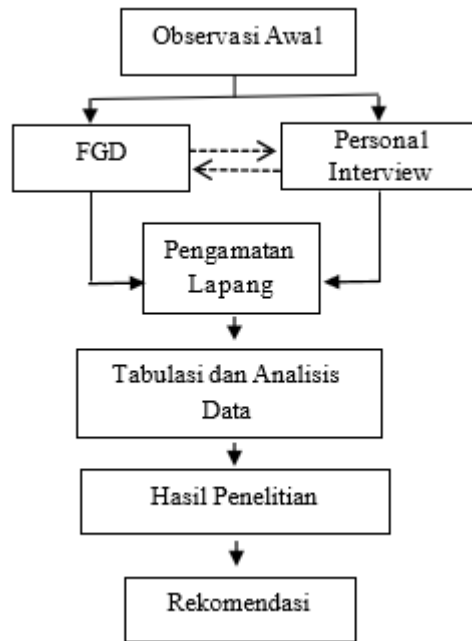 Observasi Awal
FGD
Personal
Interview
Pengamatan
Lapang
Tabulasi dan Analisis
Data
Hasil Penelitian
Rekomendasi